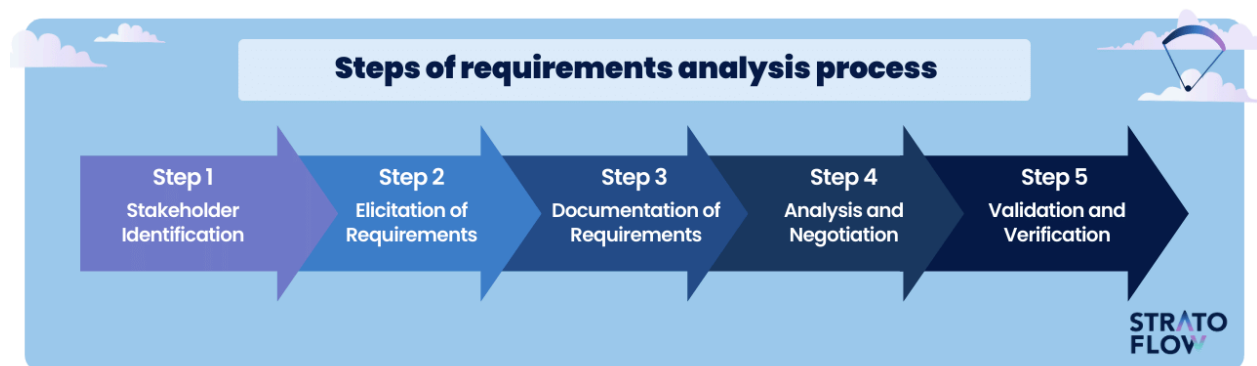 Steps of requirements analysis process
Step 1
Stakeholder
Identification
Step 2
Elicitation of
Requirements
Step 3
Documentation of
Requirements
Step 4
Analysis and
Negotiation
Step 5
Validation and
Verification
STRATO
FLOW